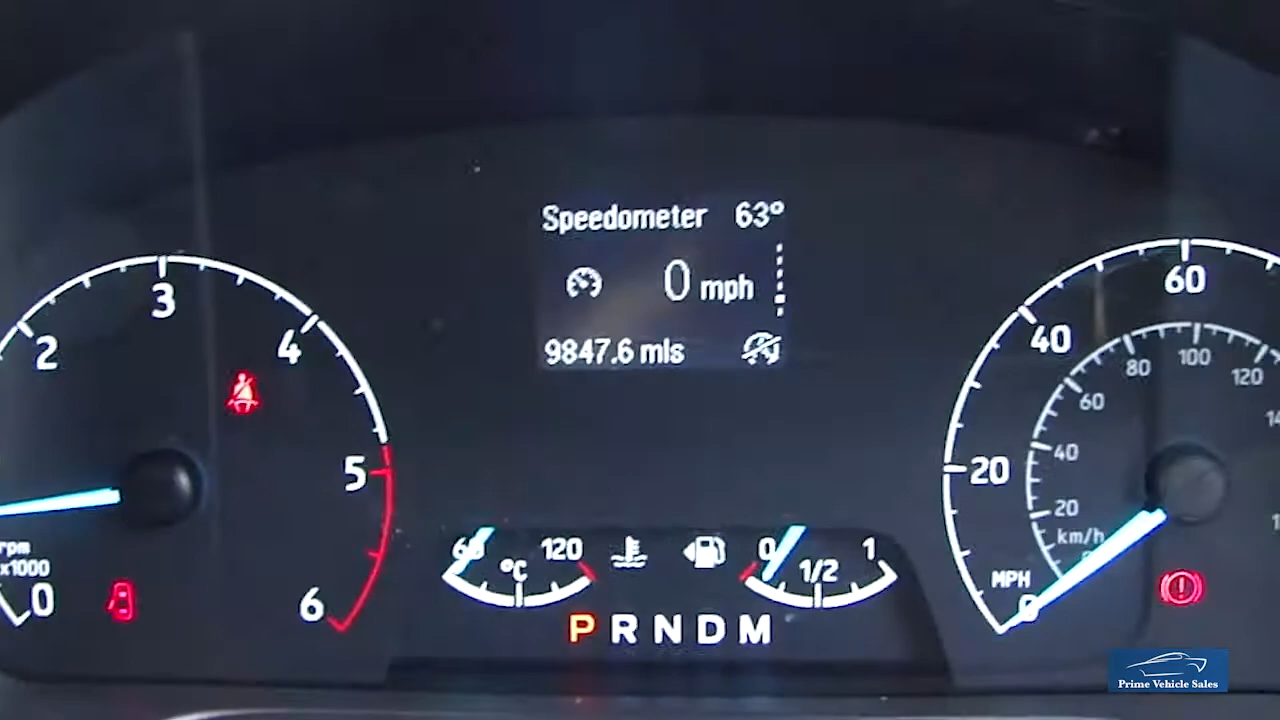 Speedometer 63°
0 mph
9847.6 mls
2
3
4
5
6
rpm
x1000
0
60
120
°C
0
1/2
1
P R N D M
20
40
60
MPH
0
20
40
60
80
100
120
km/h
Prime Vehicle Sales